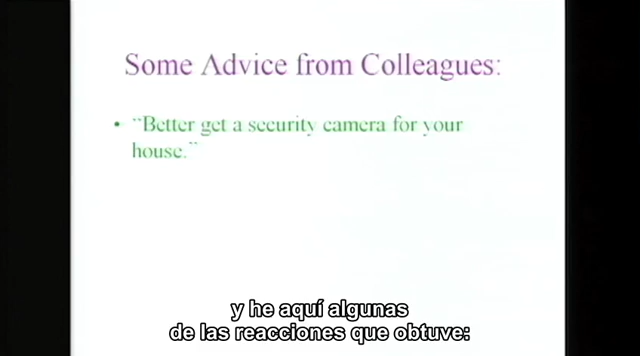 Some Advice from Colleagues:
• “Better get a security camera for your
house.”
y he aquí algunas
de las reacciones que obtuve: